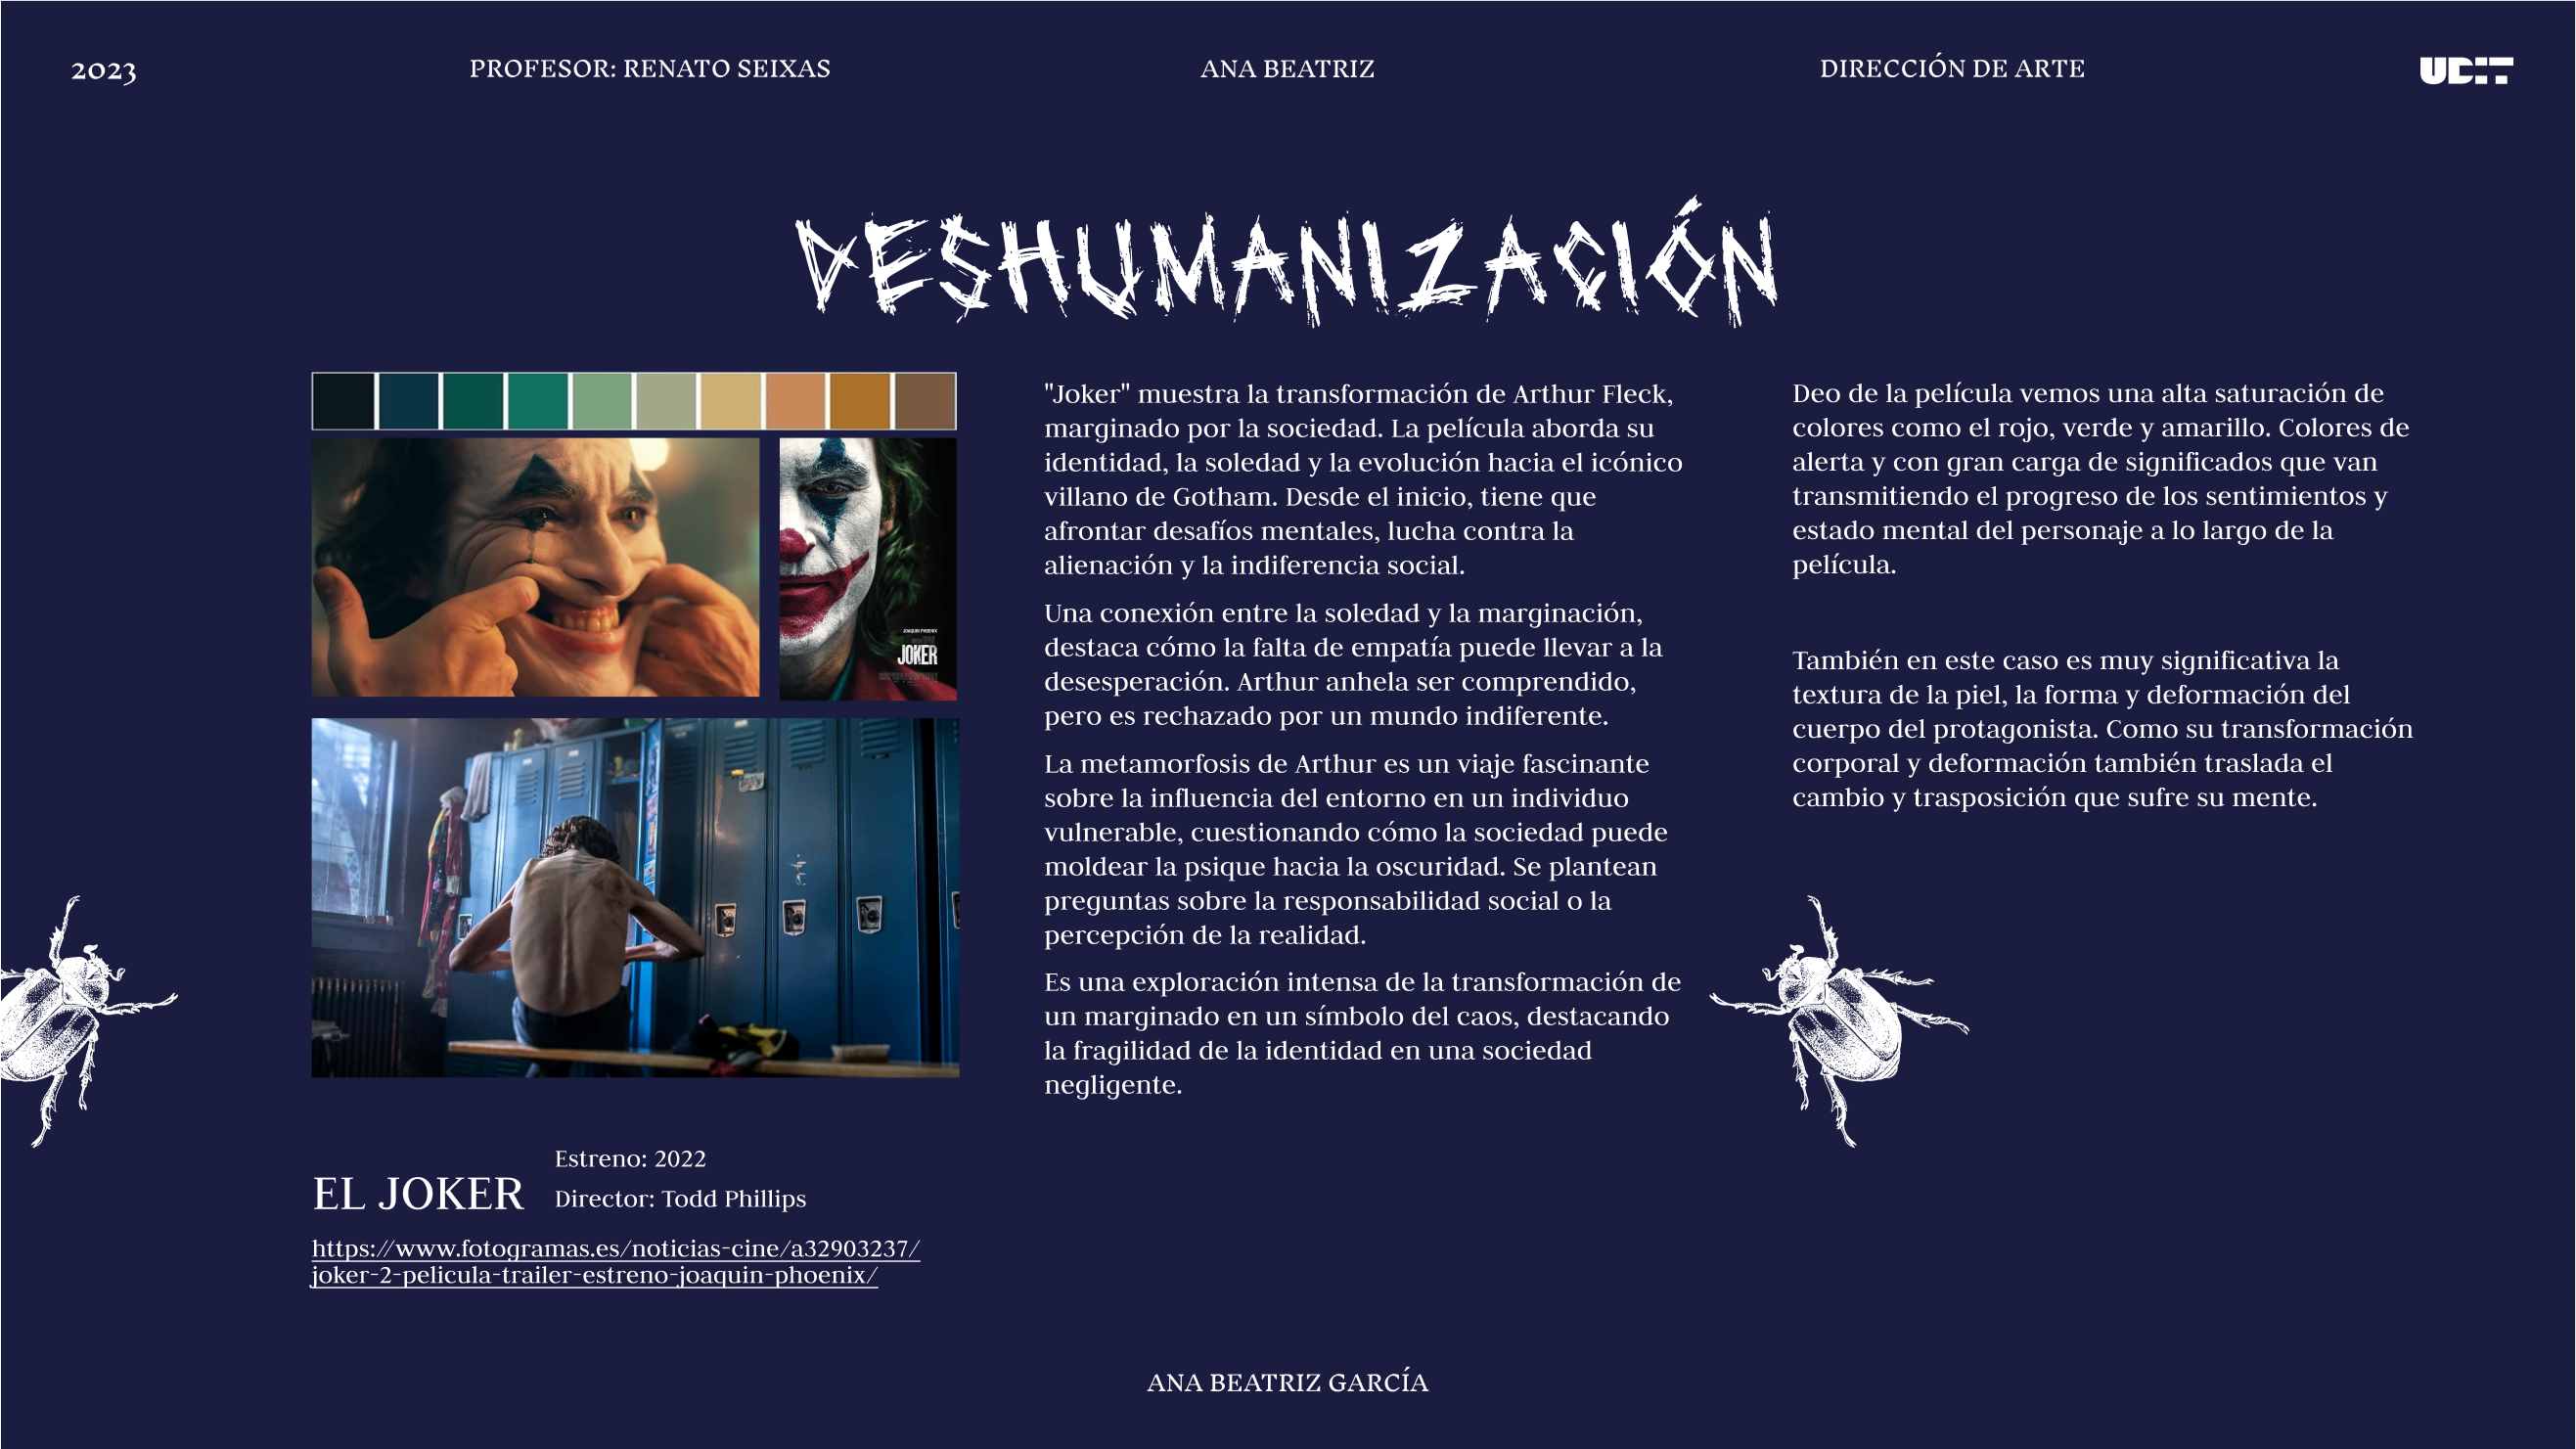 2023
PROFESOR: RENATO SEIXAS
ANA BEATRIZ
DIRECCIÓN DE ARTE
UDIT
DESHUMANIZACIÓN
JOAQUIN PHOENIX
JOKER
"Joker" muestra la transformación de Arthur Fleck,
marginado por la sociedad. La película aborda su
identidad, la soledad y la evolución hacia el icónico
villano de Gotham. Desde el inicio, tiene que
afrontar desafíos mentales, lucha contra la
alienación y la indiferencia social.
Una conexión entre la soledad y la marginación,
destaca cómo la falta de empatía puede llevar a la
desesperación. Arthur anhela ser comprendido,
pero es rechazado por un mundo indiferente.
La metamorfosis de Arthur es un viaje fascinante
sobre la influencia del entorno en un individuo
vulnerable, cuestionando cómo la sociedad puede
moldear la psique hacia la oscuridad. Se plantean
preguntas sobre la responsabilidad social o la
percepción de la realidad.
Es una exploración intensa de la transformación de
un marginado en un símbolo del caos, destacando
la fragilidad de la identidad en una sociedad
negligente.
Deo de la película vemos una alta saturación de
colores como el rojo, verde y amarillo. Colores de
alerta y con gran carga de significados que van
transmitiendo el progreso de los sentimientos y
estado mental del personaje a lo largo de la
película.
También en este caso es muy significativa la
textura de la piel, la forma y deformación del
cuerpo del protagonista. Como su transformación
corporal y deformación también traslada el
cambio y trasposición que sufre su mente.
EL JOKER
Estreno: 2022
Director: Todd Phillips
https://www.fotogramas.es/noticias-cine/a32903237/
joker-2-pelicula-trailer-estreno-joaquin-phoenix/
ANA BEATRIZ GARCÍA